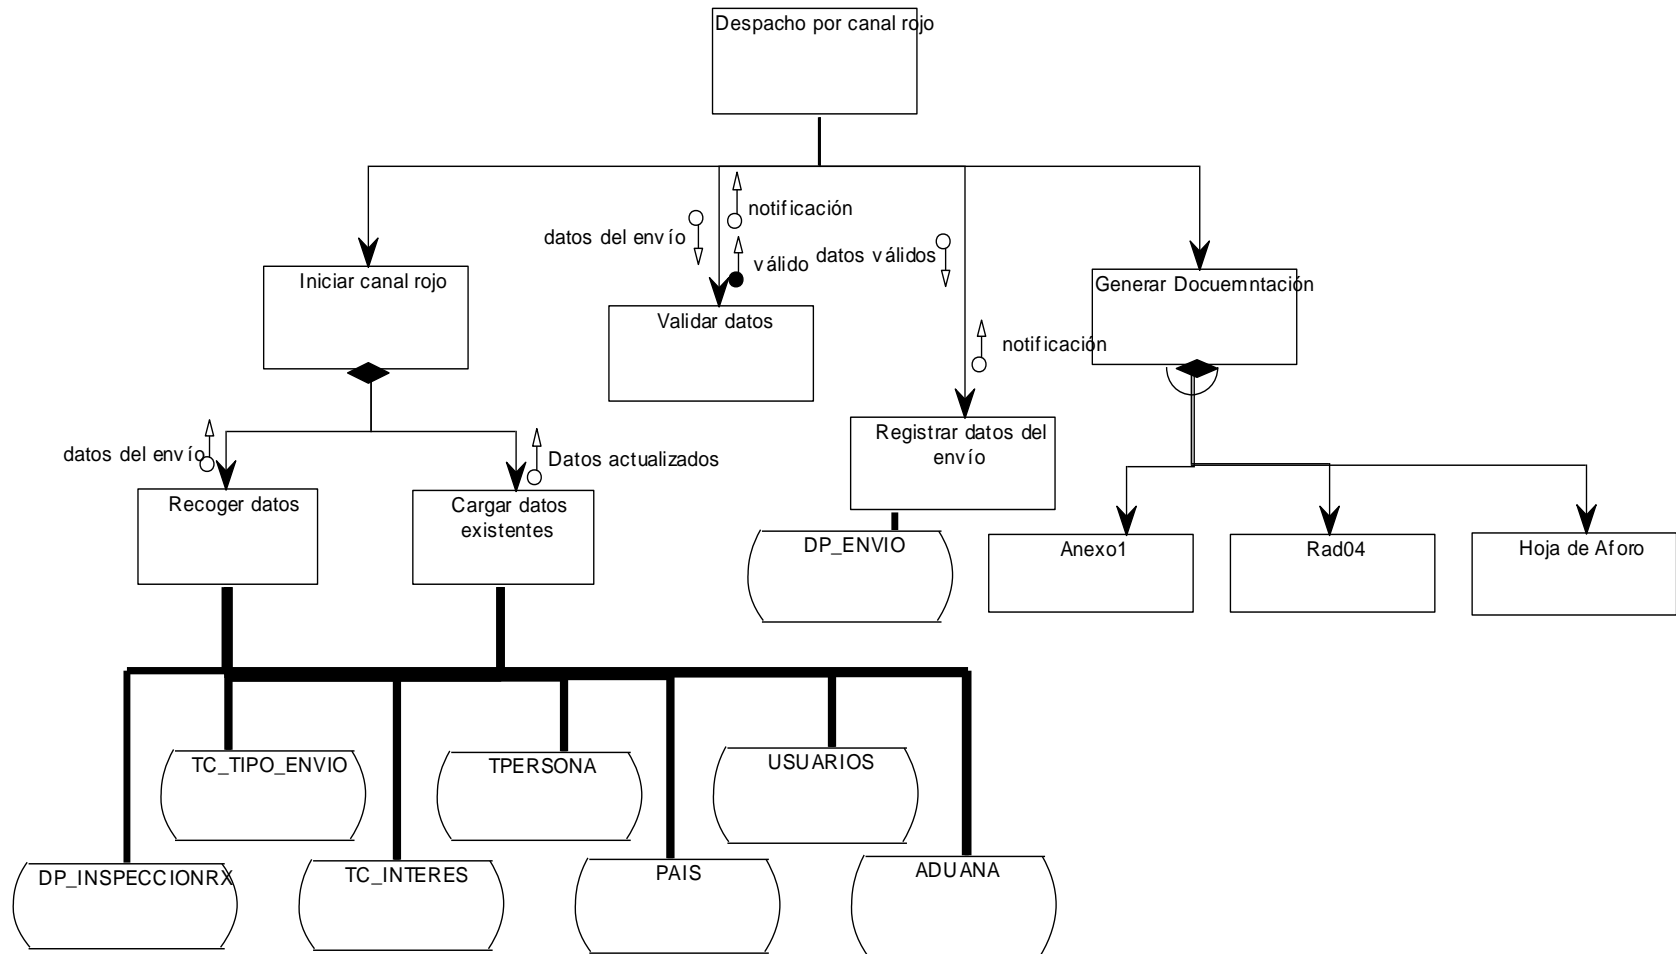 Despacho por canal rojo
notificación
datos del envío
válido
datos válidos
Iniciar canal rojo
Generar Docuemntación
Validar datos
notificación
Registrar datos del
envío
datos del envío
Datos actualizados
Recoger datos
Cargar datos
existentes
DP_ENVIO
Anexo1
Rad04
Hoja de Aforo
TC_TIPO_ENVIO
TPERSONA
USUARIOS
DP_INSPECCIONRX
TC_INTERES
PAIS
ADUANA